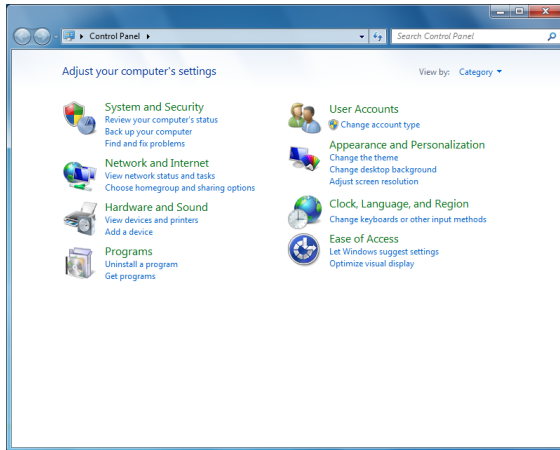 Control Panel
Search Control Panel
Adjust your computer's settings
View by: Category
System and Security
Review your computer's status
Back up your computer
Find and fix problems
Network and Internet
View network status and tasks
Choose homegroup and sharing options
Hardware and Sound
View devices and printers
Add a device
Programs
Uninstall a program
Get programs
User Accounts
Change account type
Appearance and Personalization
Change the theme
Change desktop background
Adjust screen resolution
Clock, Language, and Region
Change keyboards or other input methods
Ease of Access
Let Windows suggest settings
Optimize visual display